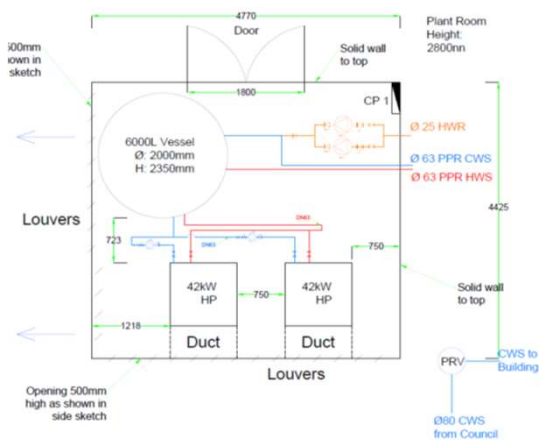 4770
Door
Plant Room
Height:
2800nn
500mm
own in
sketch
Solid wall
to top
1800
CP 1
6000L Vessel
Ø: 2000mm
H: 2350mm
Ø 25 HWR
Ø 63 PPR CWS
Ø 63 PPR HWS
Louvers
4425
DN63
723
DN63
750
42kW
HP
750
42kW
HP
Solid wall
to top
1218
Duct
Duct
Louvers
Opening 500mm
high as shown in
side sketch
PRV
CWS to
Building
Ø80 CWS
from Council